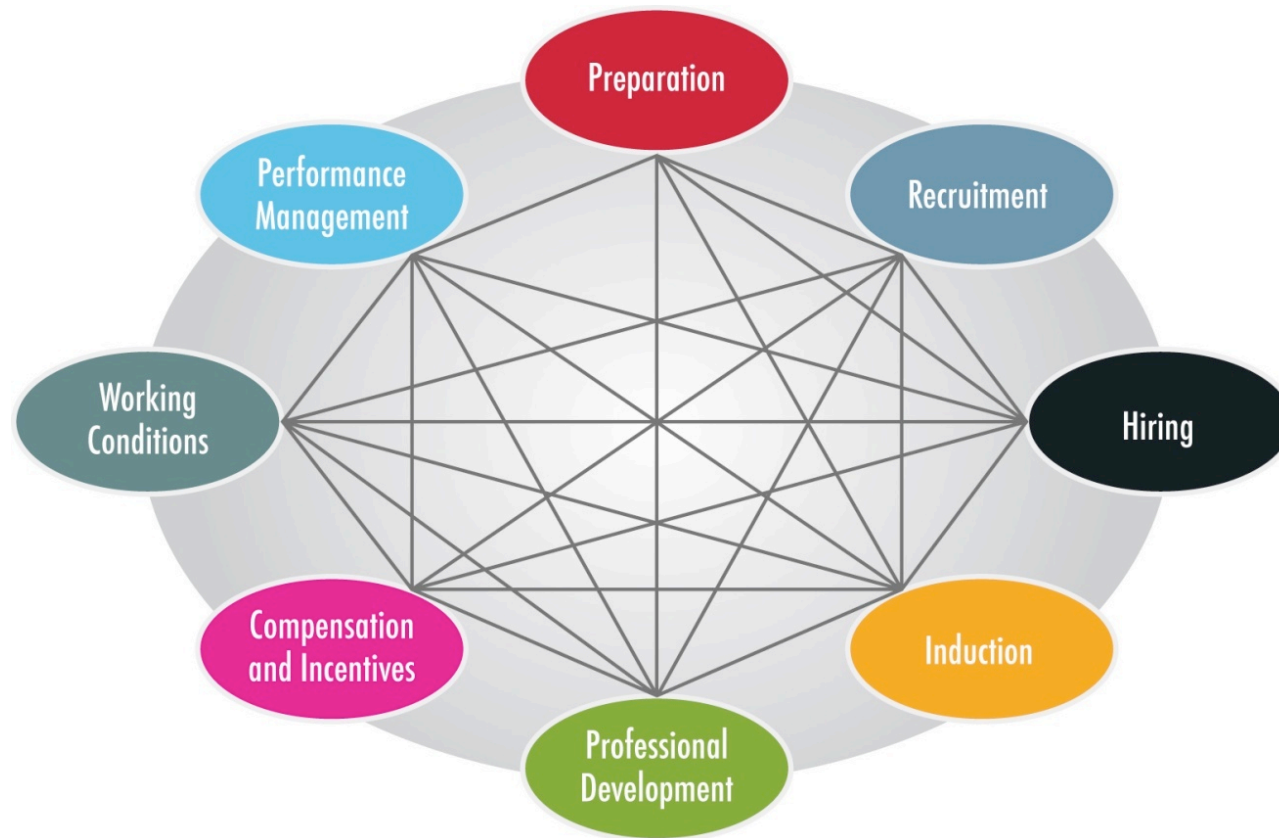 Preparation
Performance
Management
Recruitment
Working
Conditions
Hiring
Compensation
and Incentives
Induction
Professional
Development